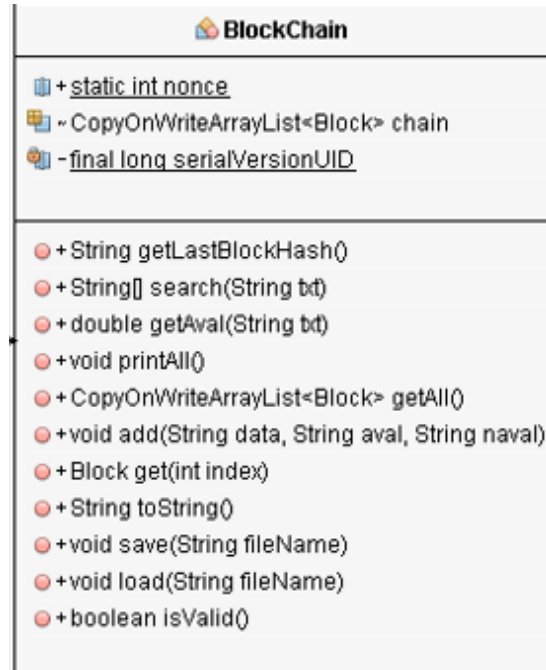 BlockChain
+ static int nonce
~ CopyOnWriteArrayList<Block> chain
- final long serialVersionUID
+ String getLastBlockHash()
+ String[] search(String txt)
+ double getAval(String txt)
+ void printAll()
+ CopyOnWriteArrayList<Block> getAll()
+ void add(String data, String aval, String naval)
+ Block get(int index)
+ String toString()
+ void save(String fileName)
+ void load(String fileName)
+ boolean isValid()